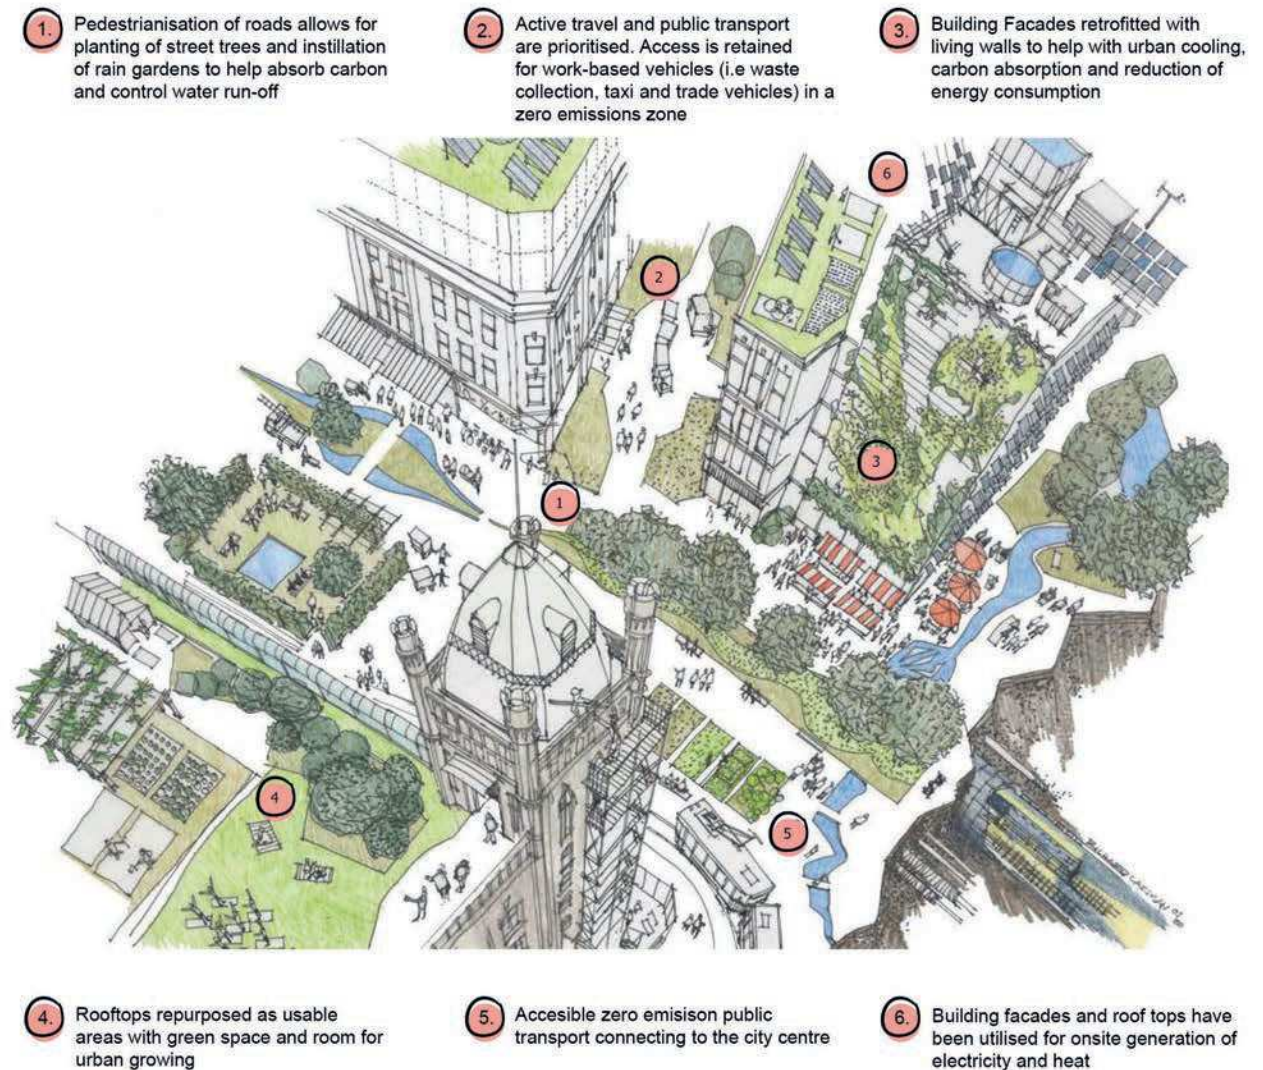 1.
Pedestrianisation of roads allows for
planting of street trees and instillation
of rain gardens to help absorb carbon
and control water run-off
2.
Active travel and public transport
are prioritised. Access is retained
for work-based vehicles (i.e waste
collection, taxi and trade vehicles) in a
zero emissions zone
3.
Building Facades retrofitted with
living walls to help with urban cooling,
carbon absorption and reduction of
energy consumption
6
2
3
1
4
5
4.
Rooftops repurposed as usable
areas with green space and room for
urban growing
5.
Accesible zero emisison public
transport connecting to the city centre
6.
Building facades and roof tops have
been utilised for onsite generation of
electricity and heat